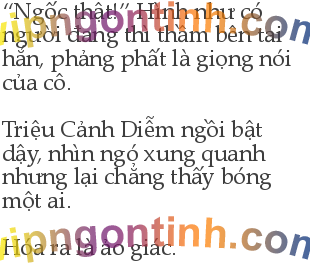 “Ngốc thật!” Hình như có
người đang thì thầm bên tai
hắn, phảng phất là giọng nói
của cô.
Triệu Cảnh Diễm ngồi bật
dậy, nhìn ngó xung quanh
nhưng lại chẳng thấy bóng
một ai.
Hóa ra là ảo giác.
vipngontinh.com
vipngontinh.com